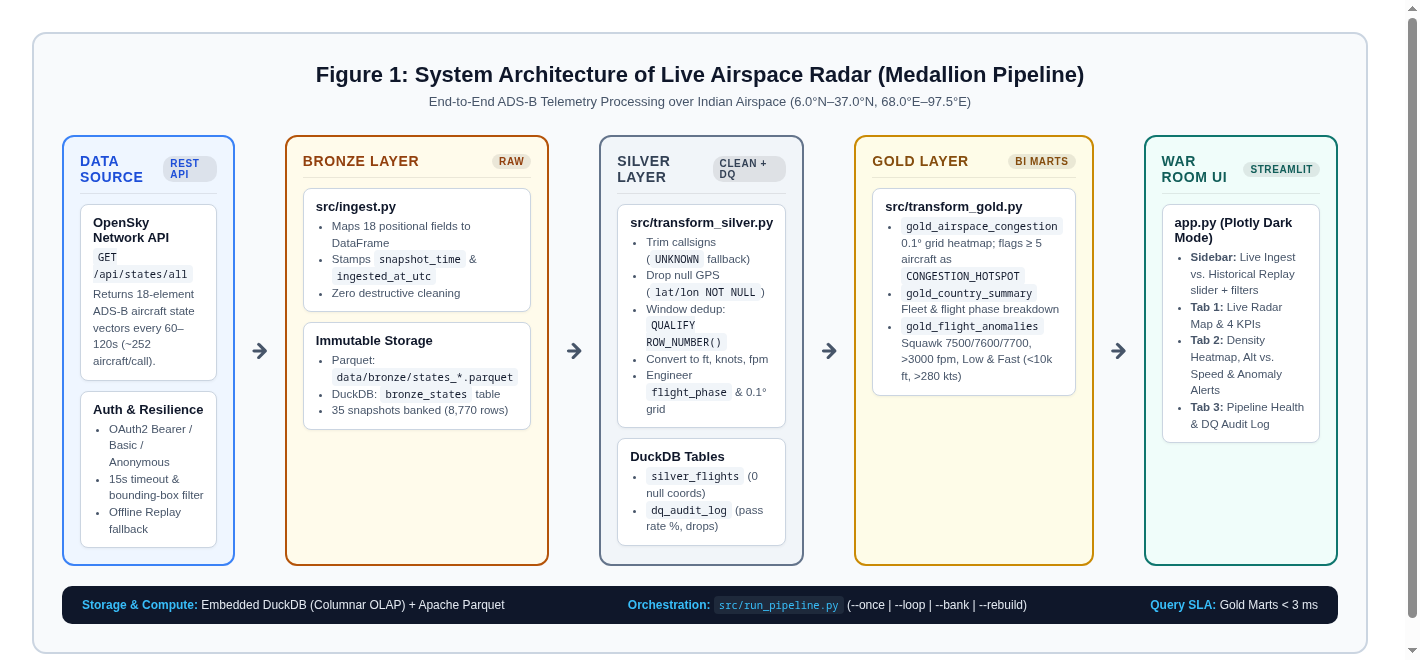 Figure 1: System Architecture of Live Airspace Radar (Medallion Pipeline)
End-to-End ADS-B Telemetry Processing over Indian Airspace (6.0°N–37.0°N, 68.0°E–97.5°E)
DATA
SOURCE
REST
API
OpenSky
Network API
GET
/api/states/all
Returns 18-element
ADS-B aircraft state
vectors every 60–
120s (~252
aircraft/call).
Auth & Resilience
• OAuth2 Bearer /
Basic /
Anonymous
• 15s timeout &
bounding-box filter
• Offline Replay
fallback
BRONZE LAYER
RAW
src/ingest.py
• Maps 18 positional fields to
DataFrame
• Stamps snapshot_time &
ingested_at_utc
• Zero destructive cleaning
Immutable Storage
• Parquet:
data/bronze/states_*.parquet
• DuckDB: bronze_states table
• 35 snapshots banked (8,770 rows)
SILVER
LAYER
CLEAN +
DQ
src/transform_silver.py
• Trim callsigns
(UNKNOWN fallback)
• Drop null GPS
(lat/lon NOT NULL)
• Window dedup:
QUALIFY
ROW_NUMBER()
• Convert to ft, knots, fpm
• Engineer
flight_phase & 0.1°
grid
DuckDB Tables
• silver_flights (0
null coords)
• dq_audit_log (pass
rate %, drops)
GOLD LAYER
BI MARTS
src/transform_gold.py
• gold_airspace_congestion
0.1° grid heatmap; flags ≥ 5
aircraft as
CONGESTION_HOTSPOT
• gold_country_summary
Fleet & flight phase breakdown
• gold_flight_anomalies
Squawk 7500/7600/7700,
>3000 fpm, Low & Fast (<10k
ft, >280 kts)
WAR
ROOM UI
STREAMLIT
app.py (Plotly Dark
Mode)
• Sidebar: Live Ingest
vs. Historical Replay
slider + filters
• Tab 1: Live Radar
Map & 4 KPIs
• Tab 2: Density
Heatmap, Alt vs.
Speed & Anomaly
Alerts
• Tab 3: Pipeline Health
& DQ Audit Log
Storage & Compute: Embedded DuckDB (Columnar OLAP) + Apache Parquet
Orchestration: src/run_pipeline.py (--once | --loop | --bank | --rebuild)
Query SLA: Gold Marts < 3 ms